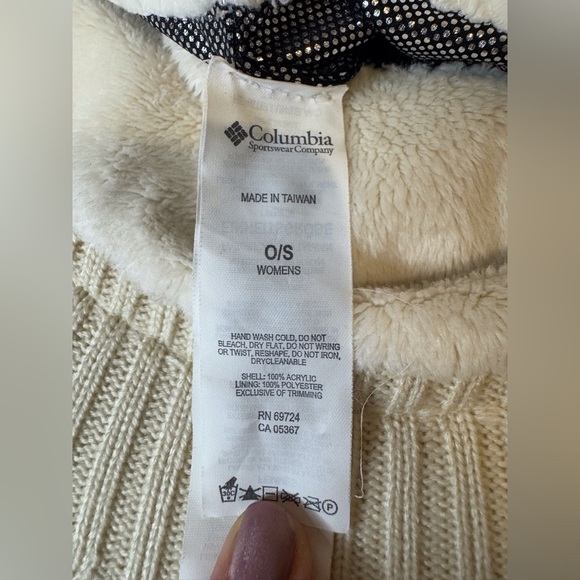 Columbia
Sportswear Company
MADE IN TAIWAN
O/S
WOMENS
HAND WASH COLD, DO NOT
BLEACH, DRY FLAT, DO NOT WRING
OR TWIST, RESHAPE, DO NOT IRON,
DRYCLEANABLE
SHELL: 100% ACRYLIC
LINING: 100% POLYESTER
EXCLUSIVE OF TRIMMING
RN 69724
CA 05367
30C P